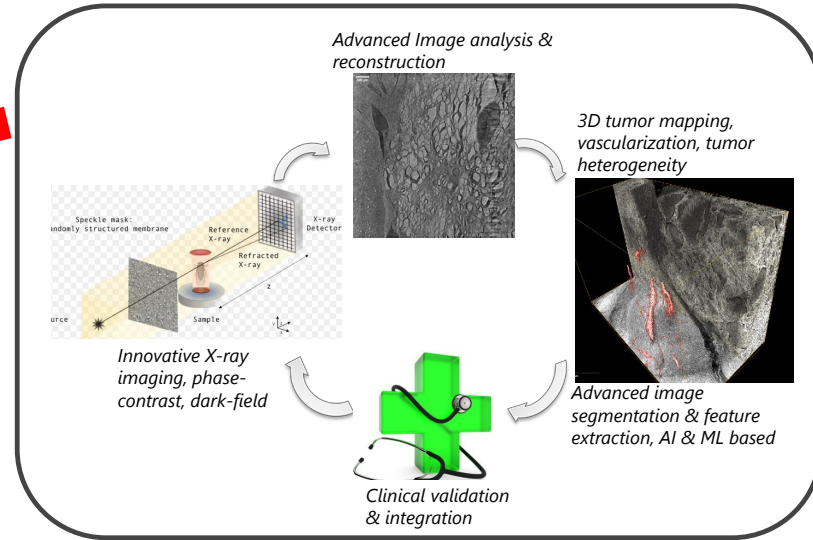 Advanced Image analysis &
reconstruction
3D tumor mapping,
vascularization, tumor
heterogeneity
Speckle mask:
andomly structured membrane
Reference
X-ray
X-ray
Detector
Refracted
X-ray
z
urce
Sample
Innovative X-ray
imaging, phase-
contrast, dark-field
Advanced image
segmentation & feature
extraction, AI & ML based
Clinical validation
& integration